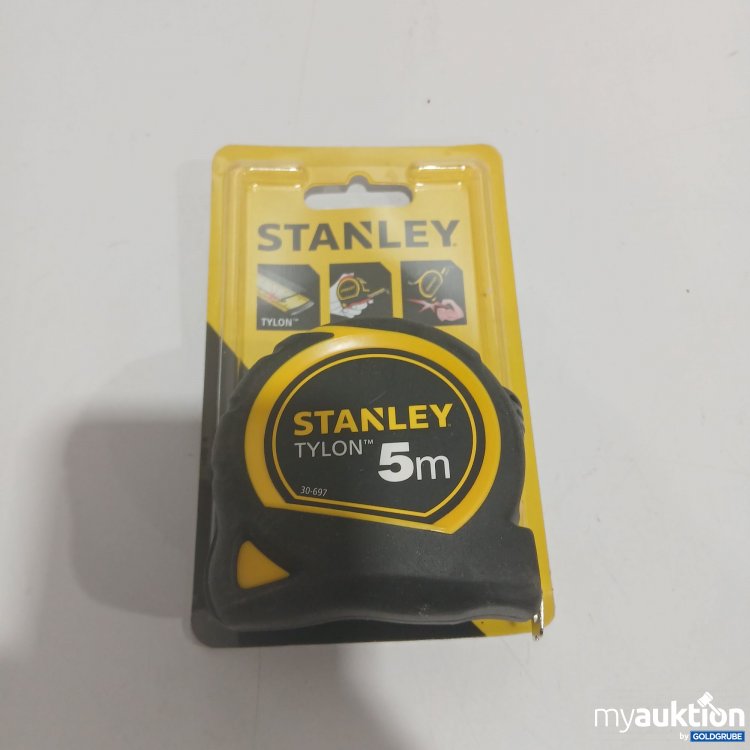 STANLEY
TYLON™
STANLEY
TYLON™ 5m
30-697
myauktion
by GOLDGRUBE